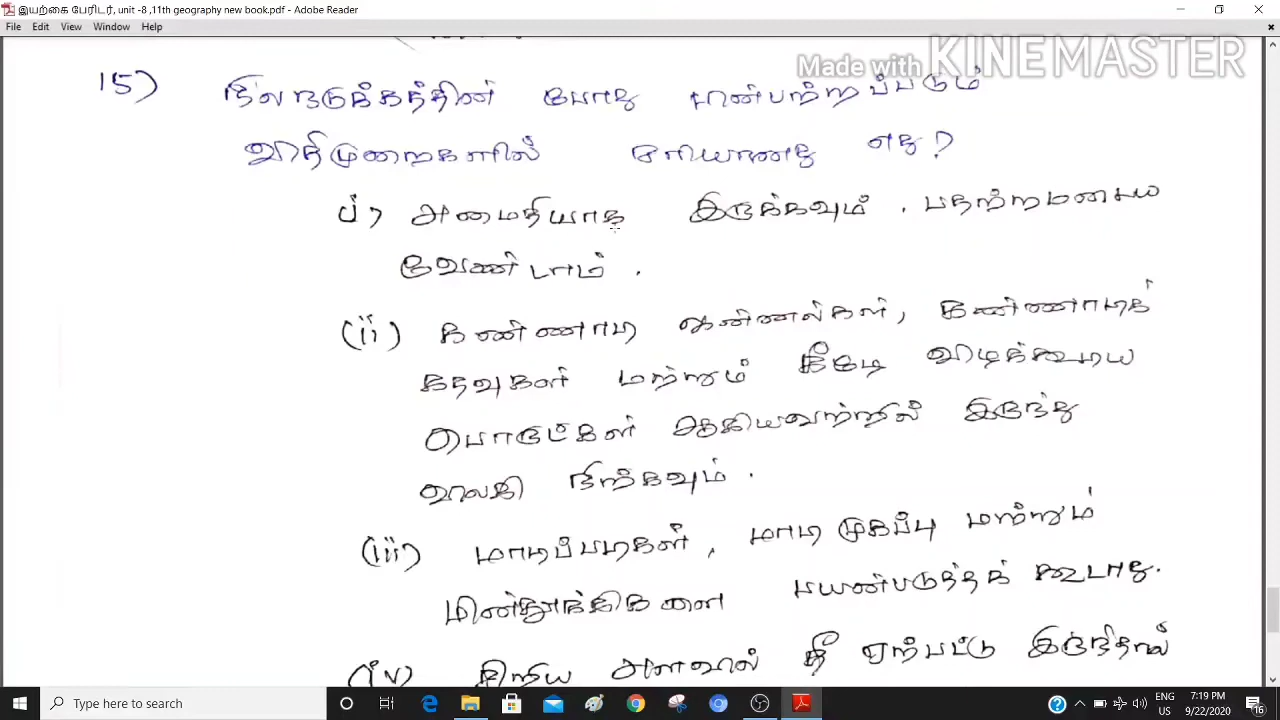 இயற்கை பேரிடர், unit -8 ,11th geography new book.pdf - Adobe Reader
File Edit View Window Help
Made with KINEMASTER
15) நிலநடுக்கத்தின் போது பின்பற்றப்படும்
விதிமுறைகளில் சரியானது எது?
i) அமைதியாக இருக்கவும் . பதற்றமடைய
வேண்டாம் .
(ii) கண்ணாடி ஜன்னல்கள், கண்ணாடிக்
கதவுகள் மற்றும் கீழே விழக்கூடிய
பொருட்கள் ஆகியவற்றில் இருந்து
விலகி நிற்கவும் .
(iii) மாடிப்படிகள், மாடி முகப்பு மற்றும்
மின்தூக்கிகளை பயன்படுத்தக் கூடாது.
(iv) சிறிய அளவில் தீ ஏற்பட்டு இருந்தால்
Type here to search
ENG 7:19 PM
US 9/22/2020 16